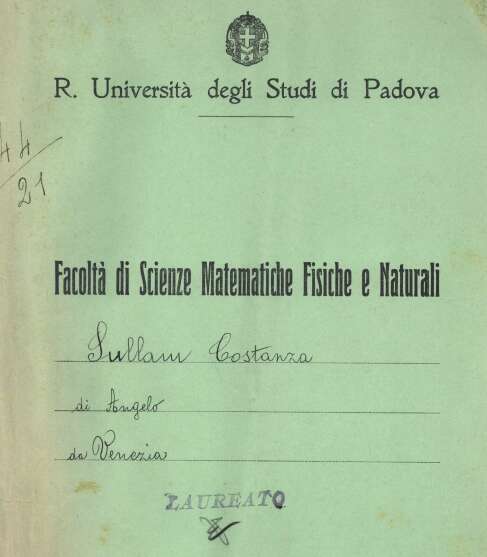 R. Università degli Studi di Padova
44
21
Facoltà di Scienze Matematiche Fisiche e Naturali
Sullam Costanza
di Angelo
da Venezia
LAUREATO